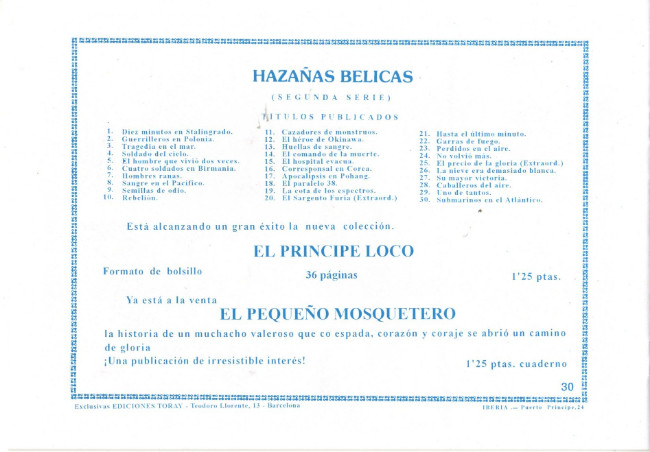 HAZAÑAS BELICAS
(SEGUNDA SERIE)
TITULOS PUBLICADOS
1. Diez minutos en Stalingrado.
2. Guerrilleros en Polonia.
3. Tragedia en el mar.
4. Soldado del cielo.
5. El hombre que vivió dos veces.
6. Cuatro soldados en Birmania.
7. Hombres ranas.
8. Sangre en el Pacífico.
9. Semillas de odio.
10. Rebelión.
11. Cazadores de monstruos.
12. El héroe de Okinawa.
13. Huellas de sangre.
14. El comando de la muerte.
15. El hospital evacua.
16. Corresponsal en Corea.
17. Apocalipsis en Pohang.
18. El paralelo 38.
19. La cota de los espectros.
20. El Sargento Furia (Extraord.)
21. Hasta el último minuto.
22. Garras de fuego.
23. Perdidos en el aire.
24. No volvió más.
25. El precio de la gloria (Extraord.)
26. La nieve era demasiado blanca.
27. Su mayor victoria.
28. Caballeros del aire.
29. Uno de tantos.
30. Submarinos en el Atlántico.
Está alcanzando un gran éxito la nueva colección.
EL PRINCIPE LOCO
Formato de bolsillo 36 páginas 1'25 ptas.
Ya está a la venta
EL PEQUEÑO MOSQUETERO
la historia de un muchacho valeroso que co espada, corazón y coraje se abrió un camino
de gloria
¡Una publicación de irresistible interés! 1'25 ptas. cuaderno
30
Exclusivas EDICIONES TORAY - Teodoro Llorente, 13 - Barcelona IBERIA .— Puerto Príncipe,24